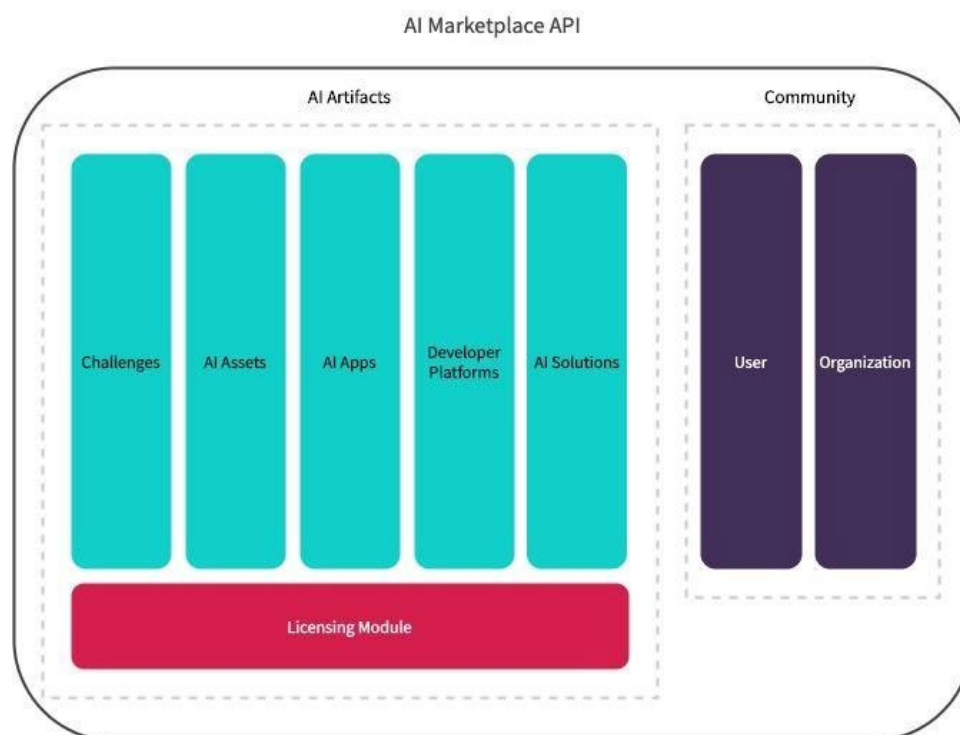 AI Marketplace API
AI Artifacts
Community
Challenges
AI Assets
AI Apps
Developer
Platforms
AI Solutions
User
Organization
Licensing Module